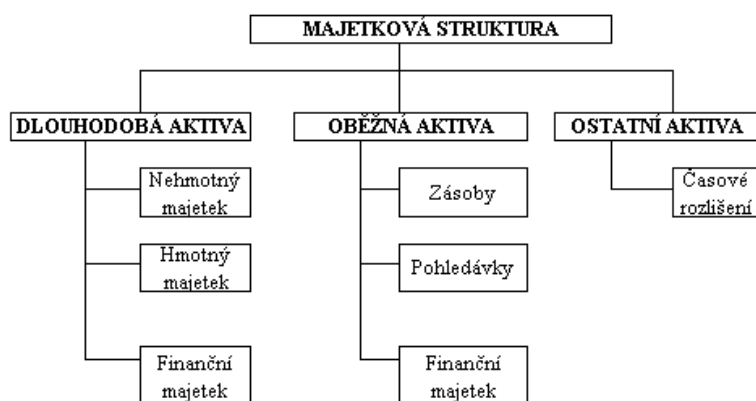 MAJETKOVÁ STRUKTURA
DLOUHODOBÁ AKTIVA
OBĚŽNÁ AKTIVA
OSTATNÍ AKTIVA
Nehmotný
majetek
Zásoby
Časové
rozlišení
Hmotný
majetek
Pohledávky
Finanční
majetek
Finanční
majetek